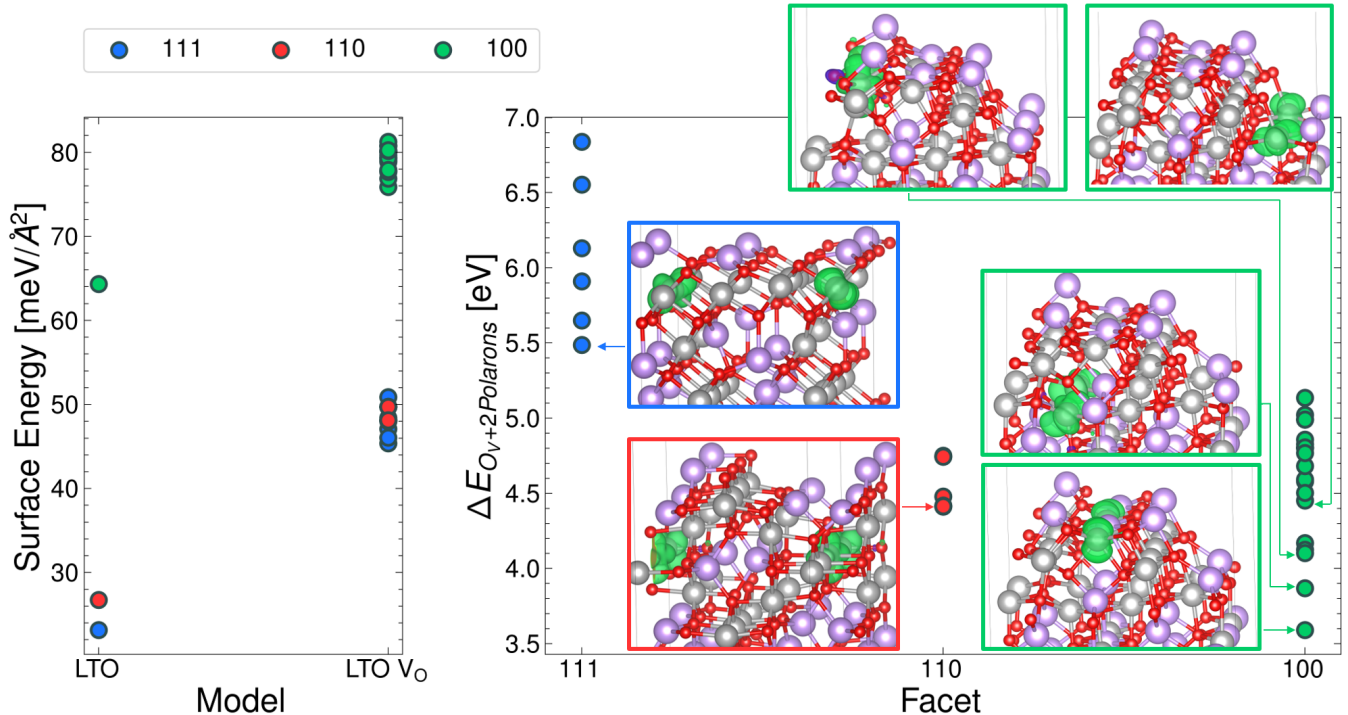 111 110 100
Surface Energy [meV/Å²]
80
70
60
50
40
30
LTO LTO V_O
Model
ΔE_{O_V+2Polarons} [eV]
7.0
6.5
6.0
5.5
5.0
4.5
4.0
3.5
111 110 100
Facet